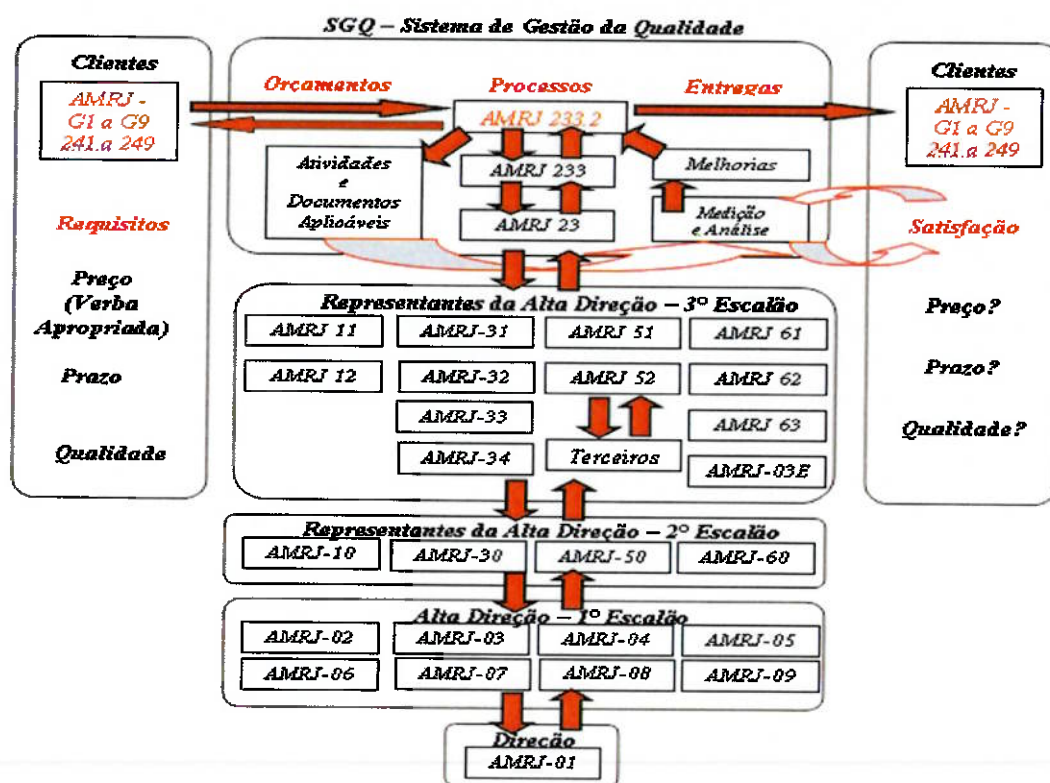 SGQ – Sistema de Gestão da Qualidade
Clientes
AMRJ -
G1 a G9
241.a 249
Requisitos
Preço
(Verba
Apropriada)
Prazo
Qualidade
Orçamentos
Processos
Entregas
AMRJ 233.2
Atividades
e
Documentos
Aplicáveis
AMRJ 233
AMRJ 23
Melhorias
Medição
e Análise
Representantes da Alta Direção – 3º Escalão
AMRJ 11
AMRJ-31
AMRJ 51
AMRJ 61
AMRJ 12
AMRJ-32
AMRJ 52
AMRJ 62
AMRJ-33
AMRJ 63
AMRJ-34
Terceiros
AMRJ-03E
Representantes da Alta Direção – 2º Escalão
AMRJ-10
AMRJ-30
AMRJ-50
AMRJ-60
Alta Direção – 1º Escalão
AMRJ-02
AMRJ-03
AMRJ-04
AMRJ-05
AMRJ-06
AMRJ-07
AMRJ-08
AMRJ-09
Direção
AMRJ-01
Clientes
AMRJ -
G1 a G9
241.a 249
Satisfação
Preço?
Prazo?
Qualidade?